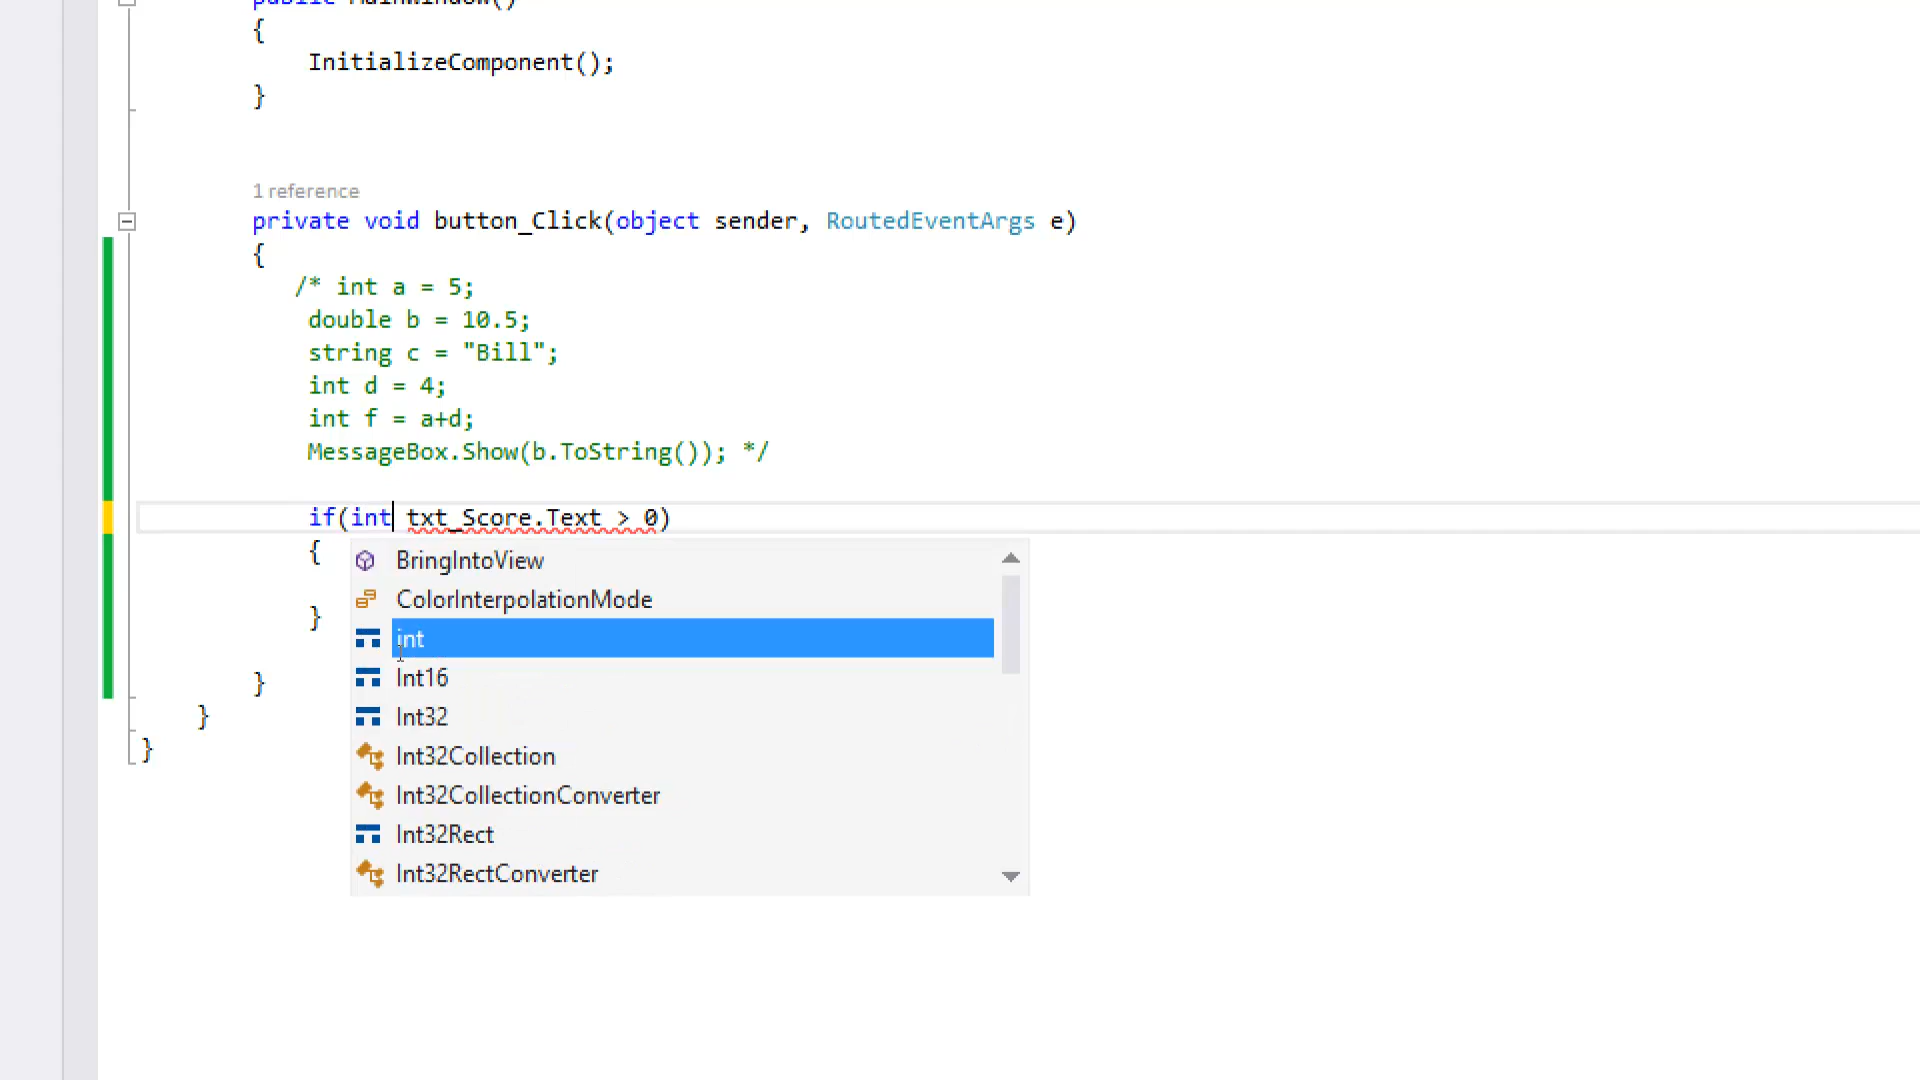 public MainWindow()
{
InitializeComponent();
}
1 reference
private void button_Click(object sender, RoutedEventArgs e)
{
/* int a = 5;
double b = 10.5;
string c = "Bill";
int d = 4;
int f = a+d;
MessageBox.Show(b.ToString()); */
if(int txt_Score.Text > 0)
{
BringIntoView
ColorInterpolationMode
}
int
Int16
}
Int32
}
Int32Collection
}
Int32CollectionConverter
Int32Rect
Int32RectConverter